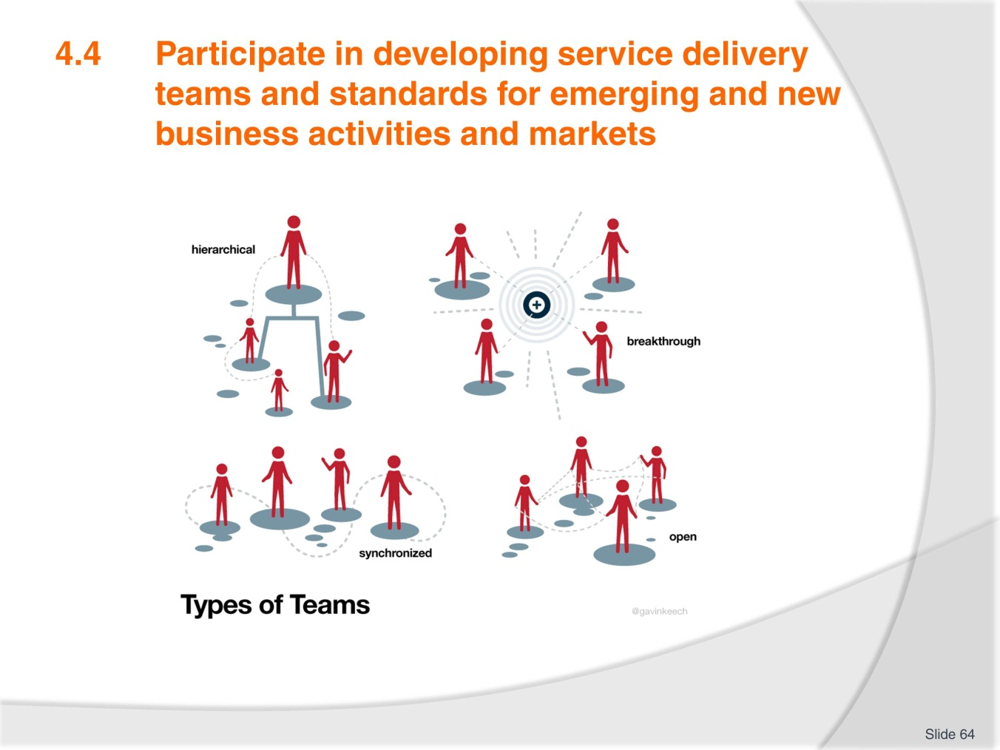 4.4 Participate in developing service delivery
teams and standards for emerging and new
business activities and markets
hierarchical
breakthrough
synchronized
open
Types of Teams
@gavinkeech
Slide 64